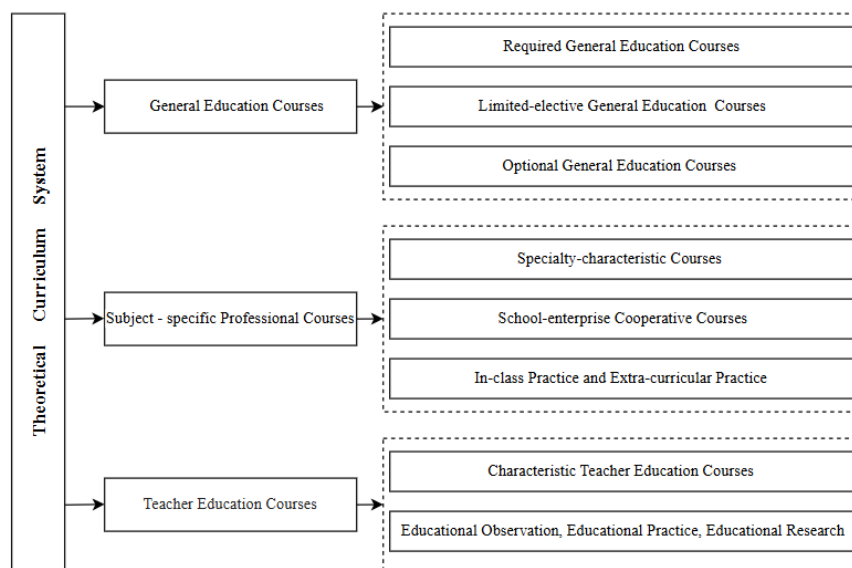 Theoretical Curriculum System
General Education Courses
Required General Education Courses
Limited-elective General Education Courses
Optional General Education Courses
Subject - specific Professional Courses
Specialty-characteristic Courses
School-enterprise Cooperative Courses
In-class Practice and Extra-curricular Practice
Teacher Education Courses
Characteristic Teacher Education Courses
Educational Observation, Educational Practice, Educational Research